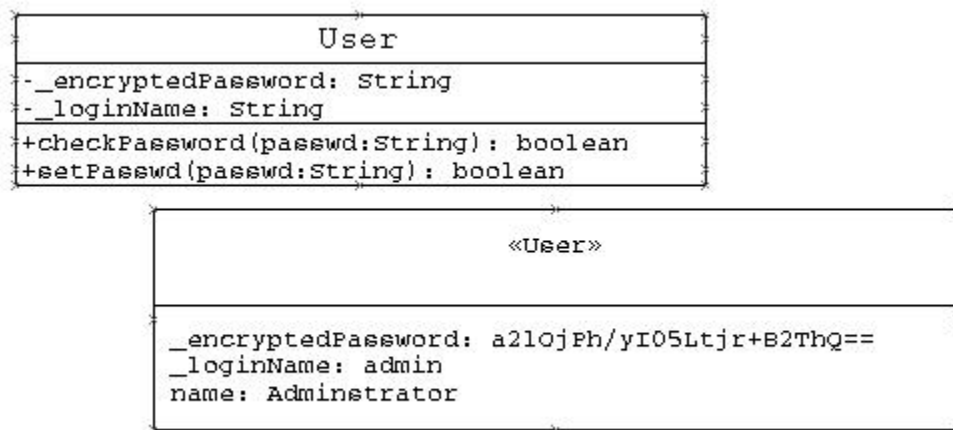 User
-_encryptedPassword: String
-_loginName: String
+checkPassword(passwd:String): boolean
+setPasswd(passwd:String): boolean
«User»
_encryptedPassword: a2lOjPh/yI05Ltjr+B2ThQ==
_loginName: admin
name: Adminstrator